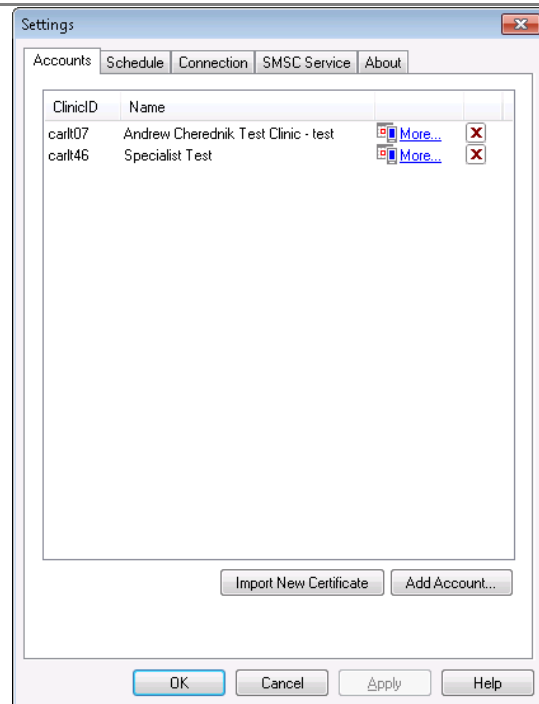 Settings
Accounts Schedule Connection SMSC Service About
ClinicID Name
carlt07 Andrew Cherednik Test Clinic - test More...
carlt46 Specialist Test More...
Import New Certificate Add Account...
OK Cancel Apply Help